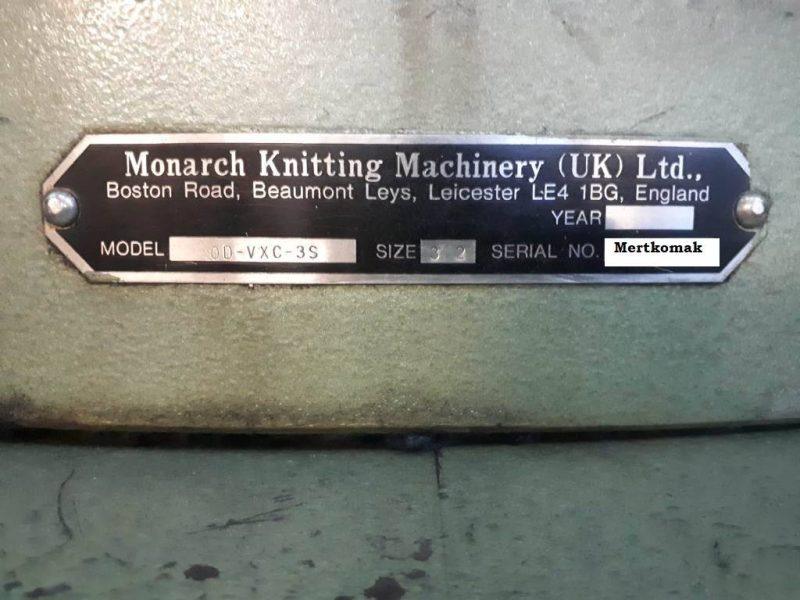 Monarch Knitting Machinery (UK) Ltd.,
Boston Road, Beaumont Leys, Leicester LE4 1BG, England
YEAR
MODEL OD-VXC-3S SIZE 32 SERIAL NO. Mertkomak